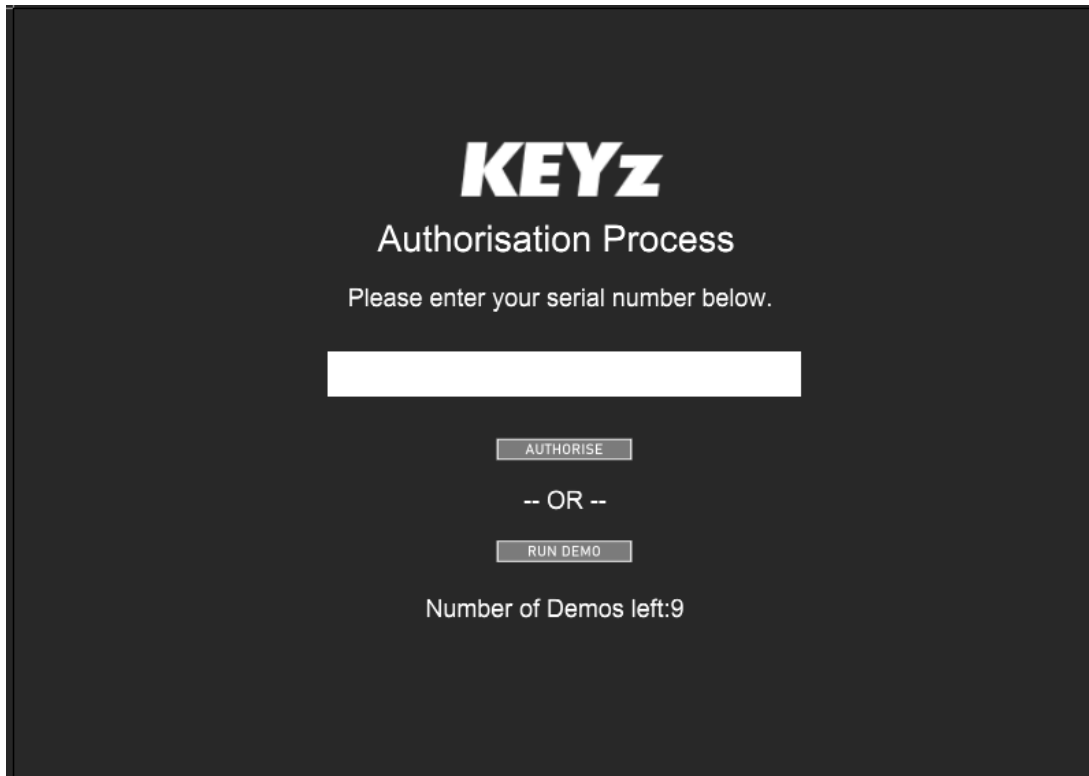 KEYz
Authorisation Process
Please enter your serial number below.
AUTHORISE
-- OR --
RUN DEMO
Number of Demos left:9